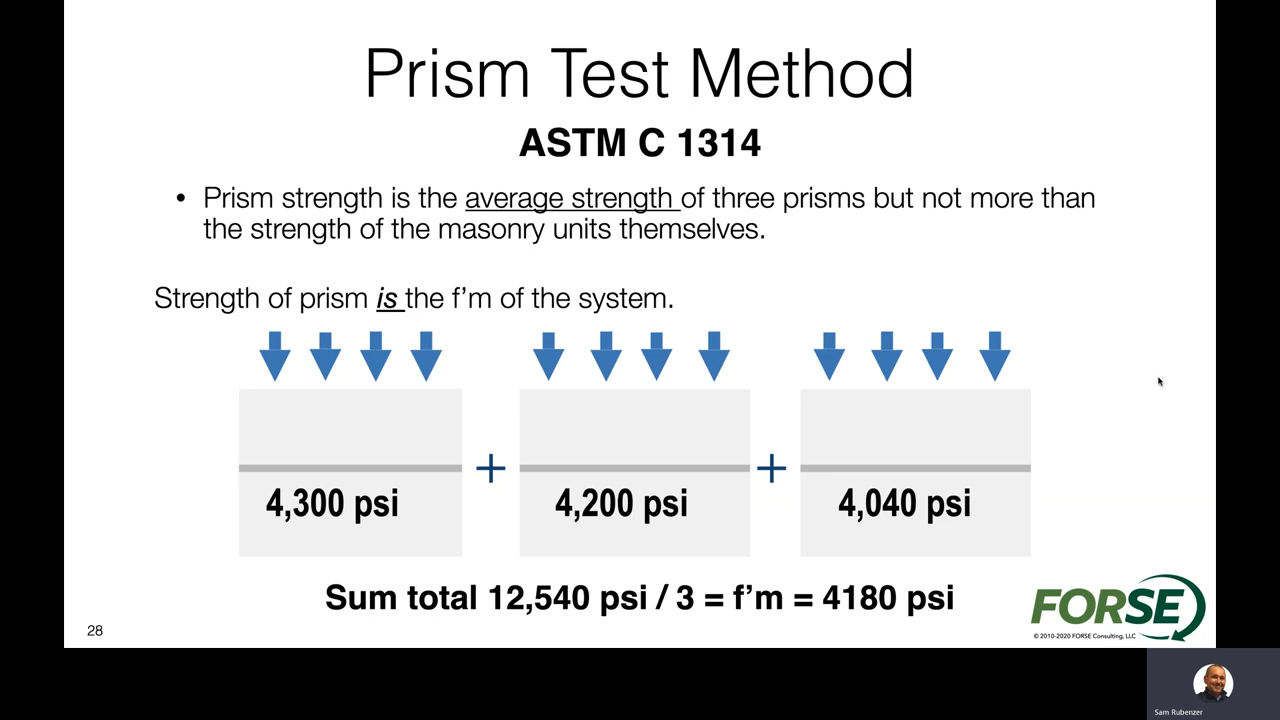 Prism Test Method
ASTM C 1314
• Prism strength is the average strength of three prisms but not more than
the strength of the masonry units themselves.
Strength of prism is the f’m of the system.
4,300 psi + 4,200 psi + 4,040 psi
Sum total 12,540 psi / 3 = f’m = 4180 psi
28
FORSE
© 2010-2020 FORSE Consulting, LLC
Sam Rubenzer